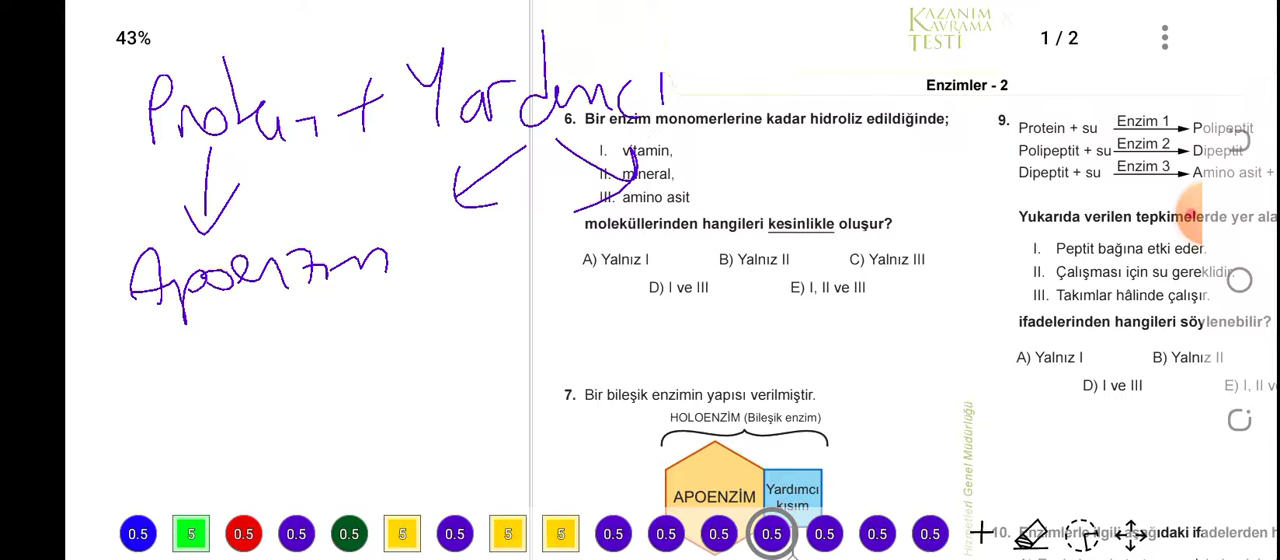 43%
KAZANIM
KAVRAMA
TESTİ
1 / 2
Protein + Yardımcı
Apoenzim
Enzimler - 2
6. Bir enzim monomerlerine kadar hidroliz edildiğinde;
I. vitamin,
II. mineral,
III. amino asit
moleküllerinden hangileri kesinlikle oluşur?
A) Yalnız I B) Yalnız II C) Yalnız III
D) I ve III E) I, II ve III
7. Bir bileşik enzimin yapısı verilmiştir.
HOLOENZİM (Bileşik enzim)
APOENZİM
Yardımcı
kısım
9. Protein + su Enzim 1 Polipeptit
Polipeptit + su Enzim 2 Dipeptit
Dipeptit + su Enzim 3 Amino asit +
Yukarıda verilen tepkimelerde yer ala
I. Peptit bağına etki eder.
II. Çalışması için su gereklidir.
III. Takımlar hâlinde çalışır.
ifadelerinden hangileri söylenebilir?
A) Yalnız I B) Yalnız II
D) I ve III E) I, II v
10. Enzimlerle ilgili aşağıdaki ifadelerden h
Hizmetleri Genel Müdürlüğü
0.5 5 0.5 0.5 0.5 5 0.5 5 5 0.5 0.5 0.5 0.5 0.5 0.5 0.5